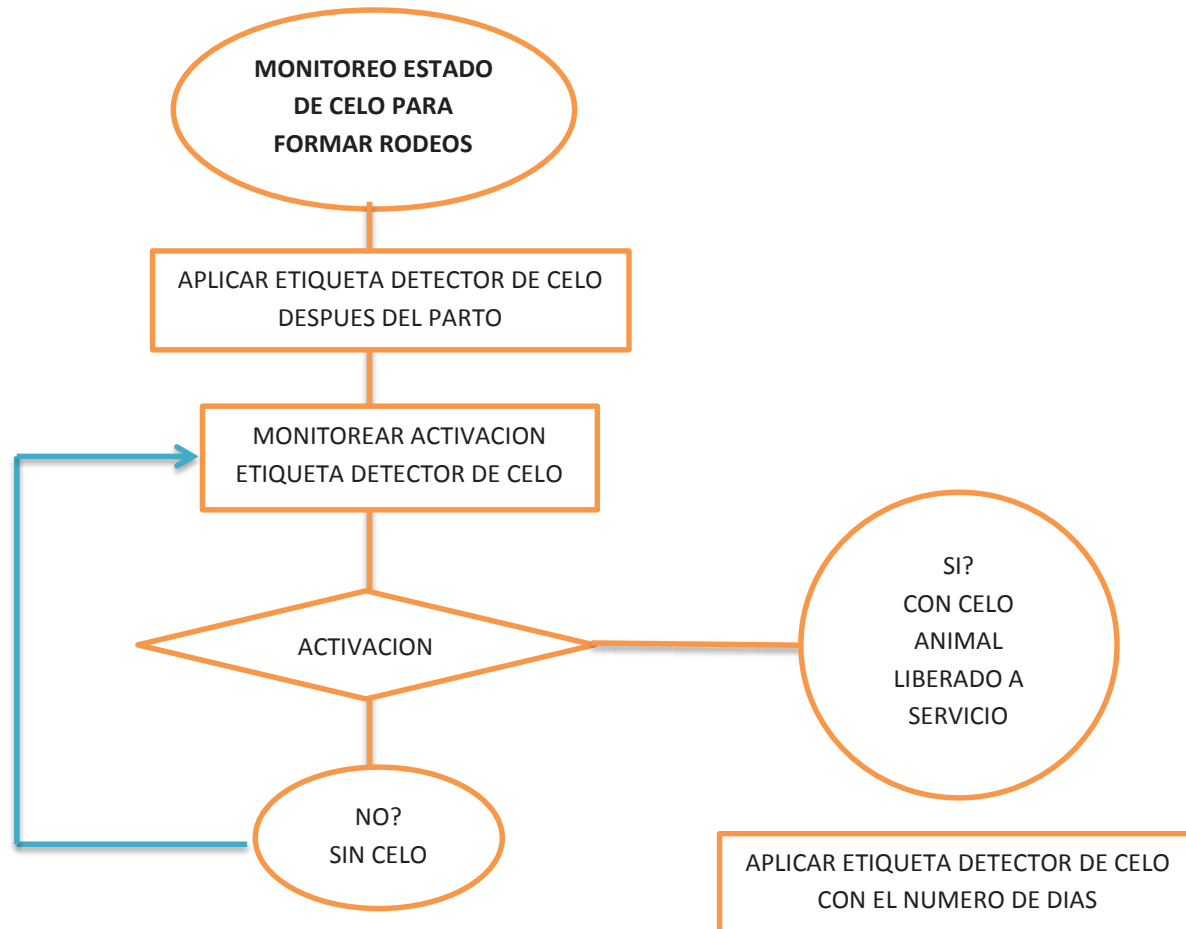 MONITOREO ESTADO
DE CELO PARA
FORMAR RODEOS
APLICAR ETIQUETA DETECTOR DE CELO
DESPUES DEL PARTO
MONITOREAR ACTIVACION
ETIQUETA DETECTOR DE CELO
ACTIVACION
SI?
CON CELO
ANIMAL
LIBERADO A
SERVICIO
NO?
SIN CELO
APLICAR ETIQUETA DETECTOR DE CELO
CON EL NUMERO DE DIAS